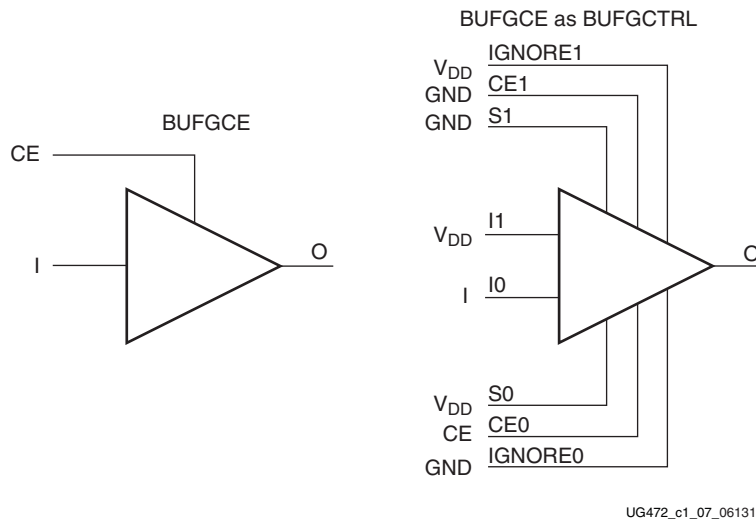 BUFGCE as BUFGCTRL
VDD IGNORE1
GND CE1
GND S1
BUFGCE
CE
VDD I1
I O
I I0
O
VDD S0
CE CE0
GND IGNORE0
UG472_c1_07_06131